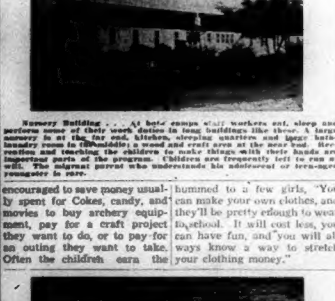 Nursery Building . . . At both camps staff workers eat, sleep and
perform some of their work duties in long buildings like these. A large
nursery is at the far end, kitchen, sleeping quarters and large bath-
laundry room in the middle; a wood and craft area at the near end. Rec-
reation and teaching the children to make things with their hands are
important parts of the program. Children are frequently left to run at
will. The migrant parent who understands his adolescent or teen-aged
youngster is rare.
encouraged to save money usual-
ly spent for Cokes, candy, and
movies to buy archery equip-
ment, pay for a craft project
they want to do, or to pay for
an outing they want to take.
Often the children earn the
hummed to a few girls, "You
can make your own clothes, and
they'll be pretty enough to wear
to school. It will cost less, you
can have fun, and you will al-
ways know a way to stretch
your clothing money."